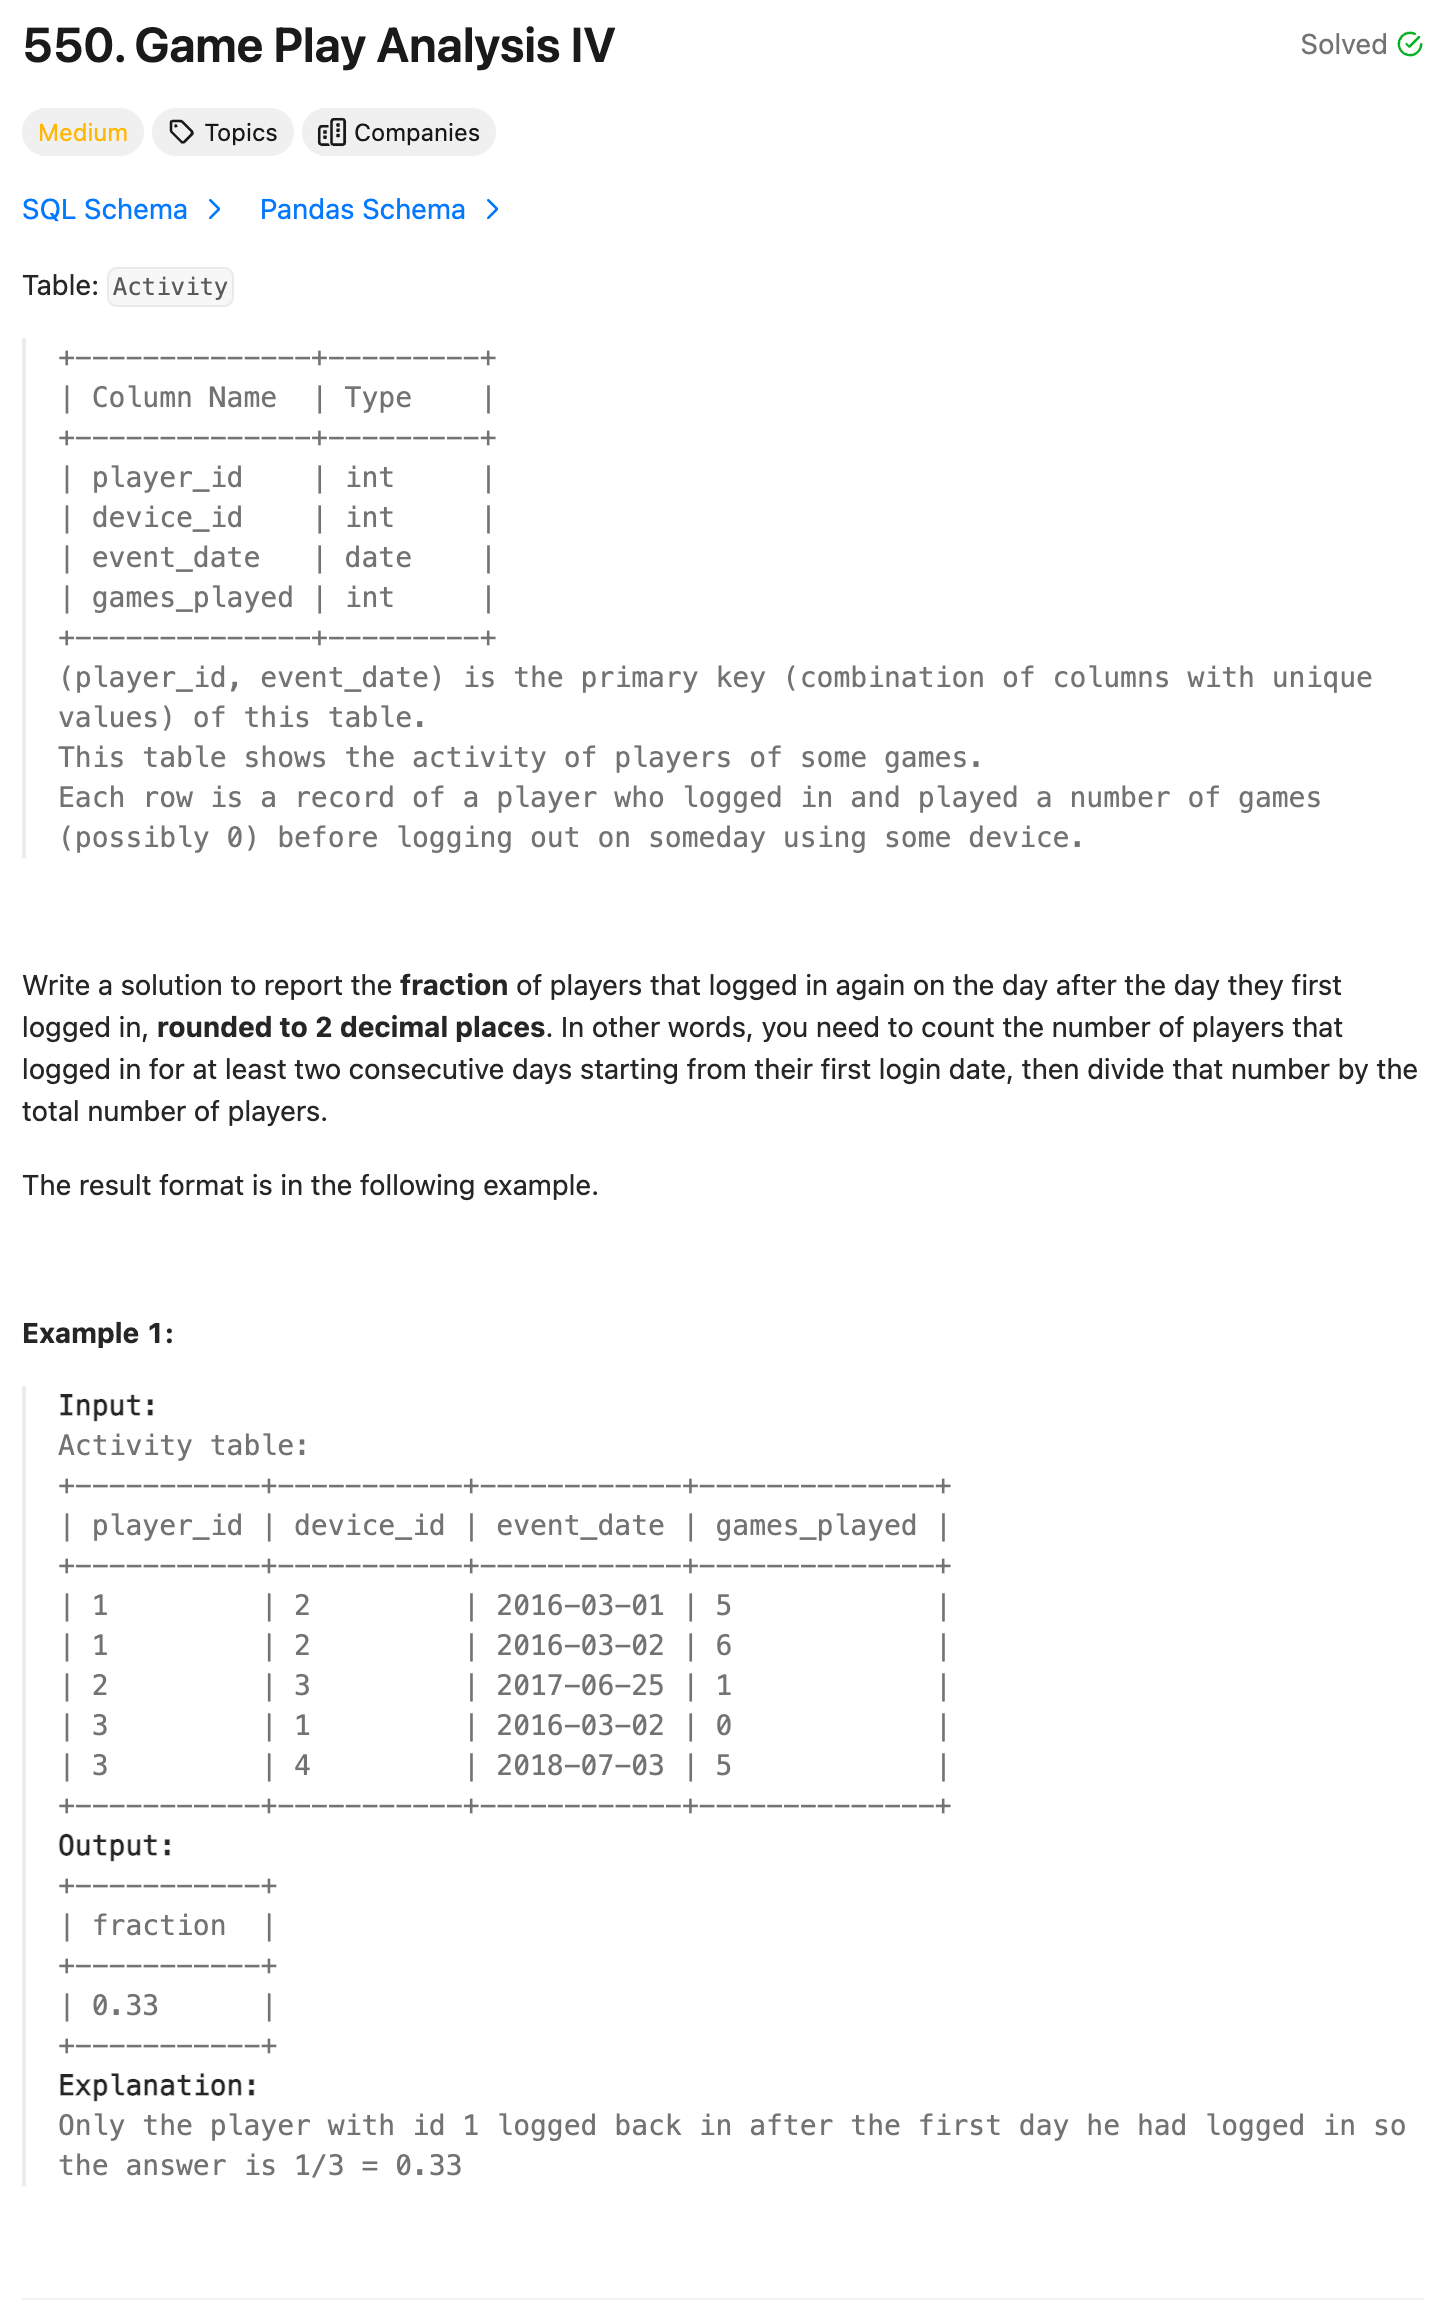 550. Game Play Analysis IV
Solved
Medium
Topics
Companies
SQL Schema >
Pandas Schema >
Table: Activity
+--------------+---------+
| Column Name  | Type    |
+--------------+---------+
| player_id    | int     |
| device_id    | int     |
| event_date   | date    |
| games_played | int     |
+--------------+---------+
(player_id, event_date) is the primary key (combination of columns with unique
values) of this table.
This table shows the activity of players of some games.
Each row is a record of a player who logged in and played a number of games
(possibly 0) before logging out on someday using some device.
Write a solution to report the fraction of players that logged in again on the day after the day they first
logged in, rounded to 2 decimal places. In other words, you need to count the number of players that
logged in for at least two consecutive days starting from their first login date, then divide that number by the
total number of players.
The result format is in the following example.
Example 1:
Input:
Activity table:
+-----------+-----------+------------+--------------+
| player_id | device_id | event_date | games_played |
+-----------+-----------+------------+--------------+
| 1         | 2         | 2016-03-01 | 5            |
| 1         | 2         | 2016-03-02 | 6            |
| 2         | 3         | 2017-06-25 | 1            |
| 3         | 1         | 2016-03-02 | 0            |
| 3         | 4         | 2018-07-03 | 5            |
+-----------+-----------+------------+--------------+
Output:
+-----------+
| fraction  |
+-----------+
| 0.33      |
+-----------+
Explanation:
Only the player with id 1 logged back in after the first day he had logged in so
the answer is 1/3 = 0.33